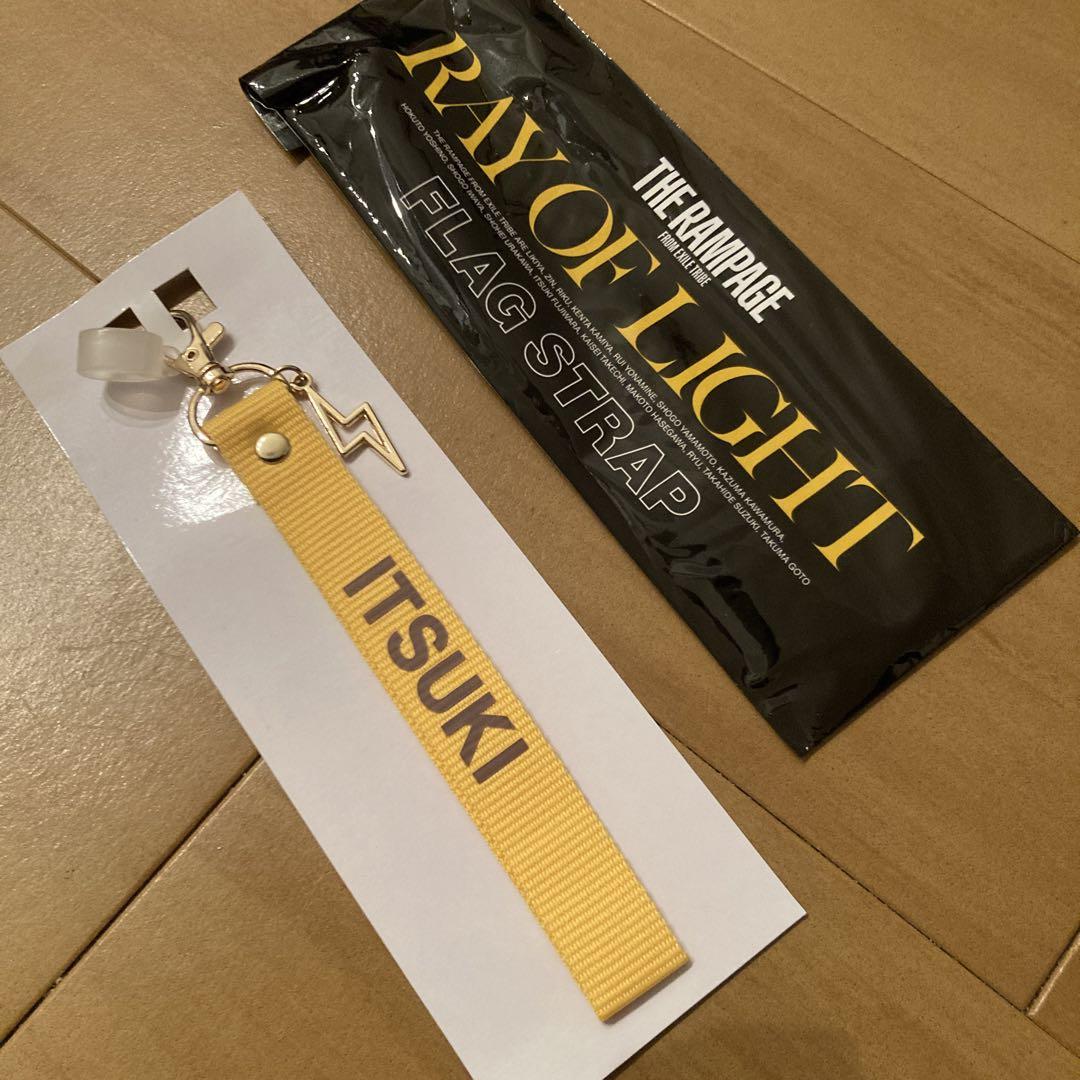 THE RAMPAGE
FROM EXILE TRIBE
RAY OF LIGHT
THE RAMPAGE FROM EXILE TRIBE ARE LIKIYA, ZIN, RIKU, KENTA KAMIYA, RUI YONAMINE, SHOGO YAMAMOTO, KAZUMA KAWAMURA,
HOKUTO YOSHINO, SHOGO IWAYA, SHOHEI URAKAWA, ITSUKI FUJIWARA, KAISEI TAKECHI, MAKOTO HASEGAWA, RYU, TAKAHIDE SUZUKI, TAKUMA GOTO
FLAG STRAP
ITSUKI